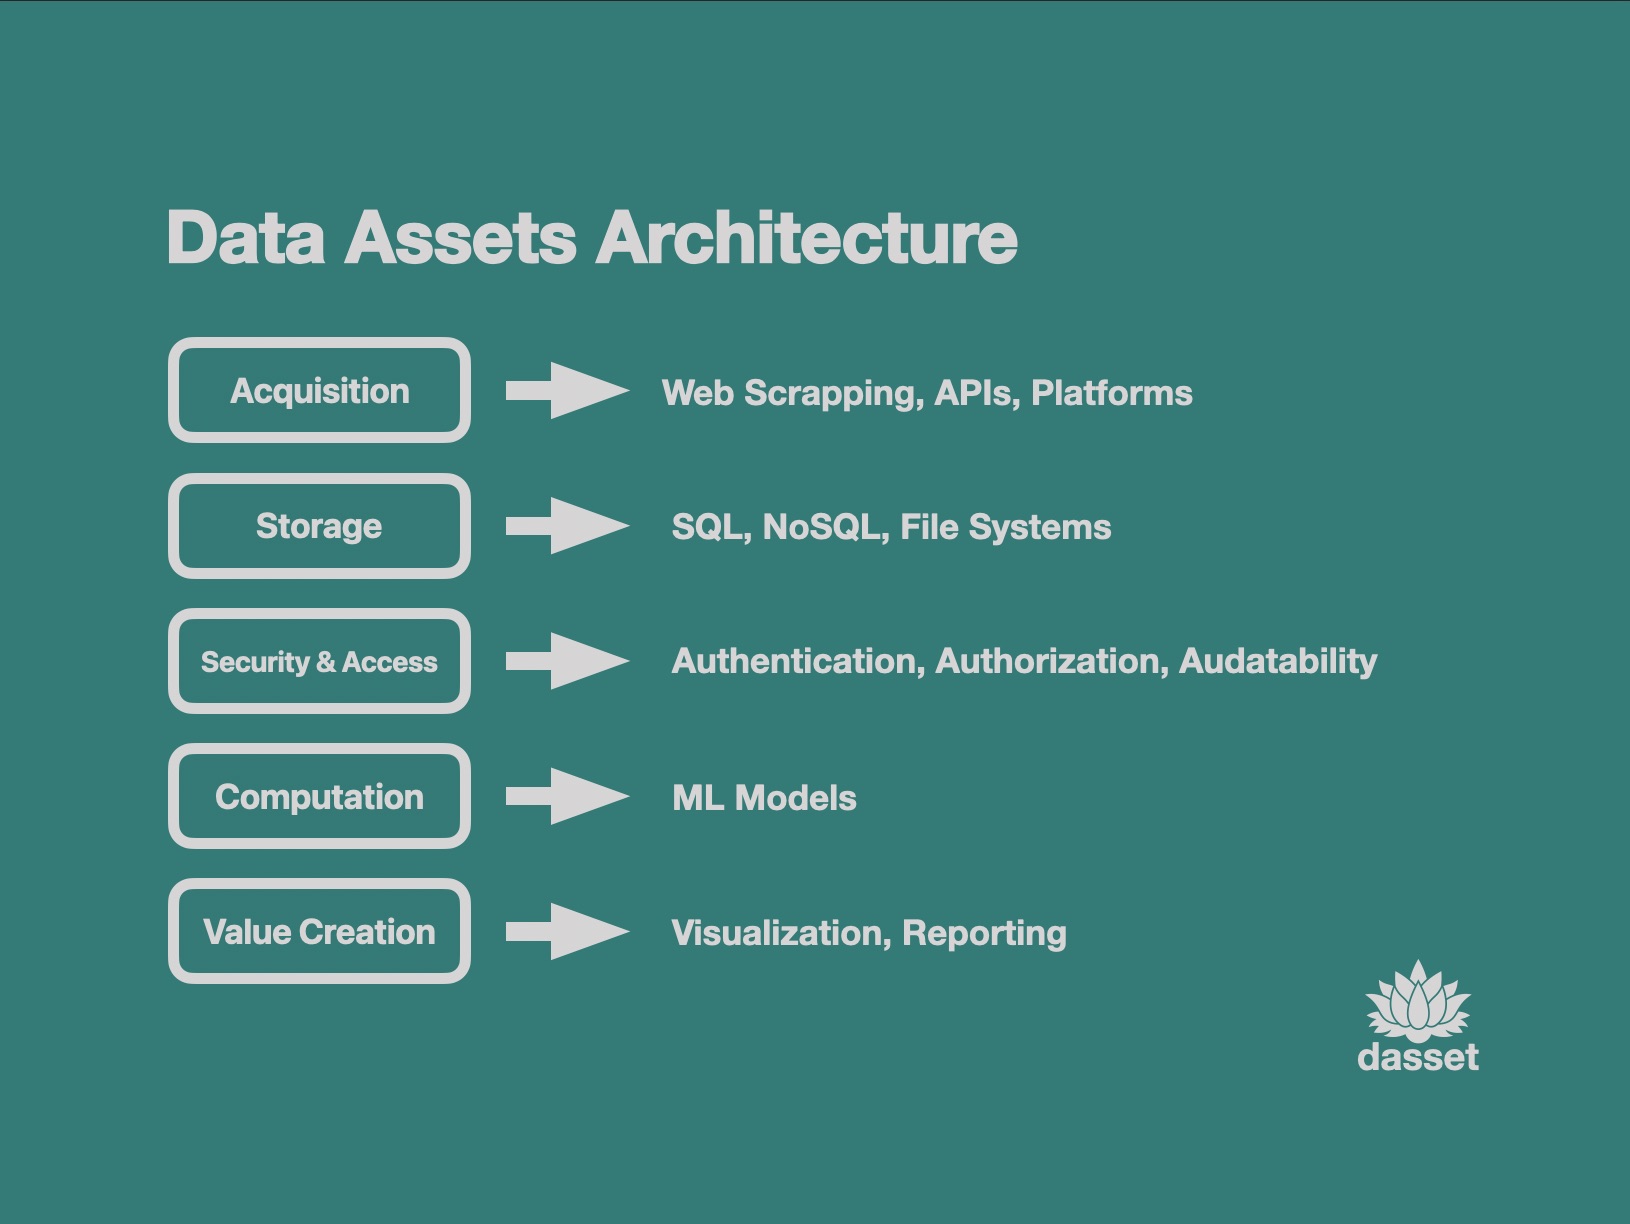 Data Assets Architecture
Acquisition
Web Scrapping, APIs, Platforms
Storage
SQL, NoSQL, File Systems
Security & Access
Authentication, Authorization, Audatability
Computation
ML Models
Value Creation
Visualization, Reporting
dasset